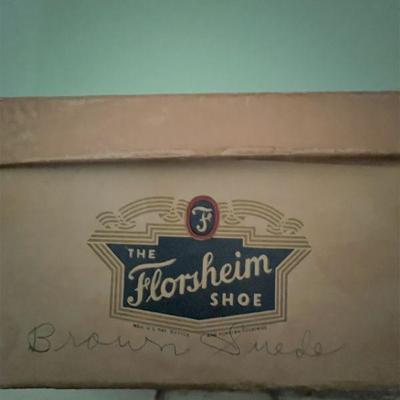 F
THE
Florsheim
SHOE
Brown Suede